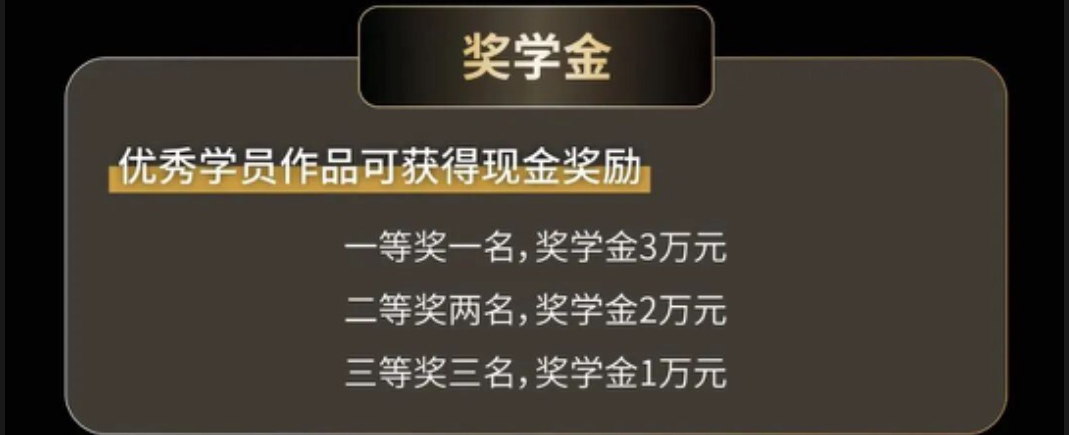 奖学金
优秀学员作品可获得现金奖励
一等奖一名,奖学金3万元
二等奖两名,奖学金2万元
三等奖三名,奖学金1万元